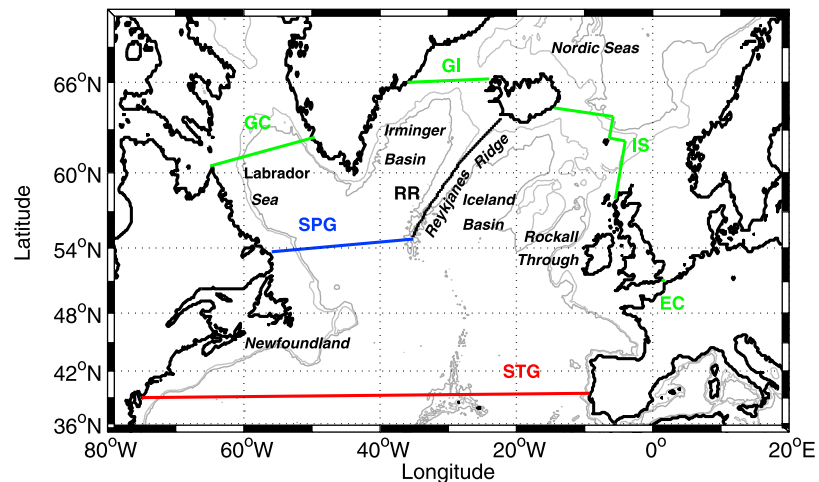 Nordic Seas
GI
66°N
GC
Irminger
Basin
IS
Reykjanes Ridge
60°N
Labrador
Sea
RR
Iceland
Basin
SPG
Rockall
Through
54°N
EC
48°N
Newfoundland
STG
42°N
36°N
80°W
60°W
40°W
20°W
0°
20°E
Latitude
Longitude